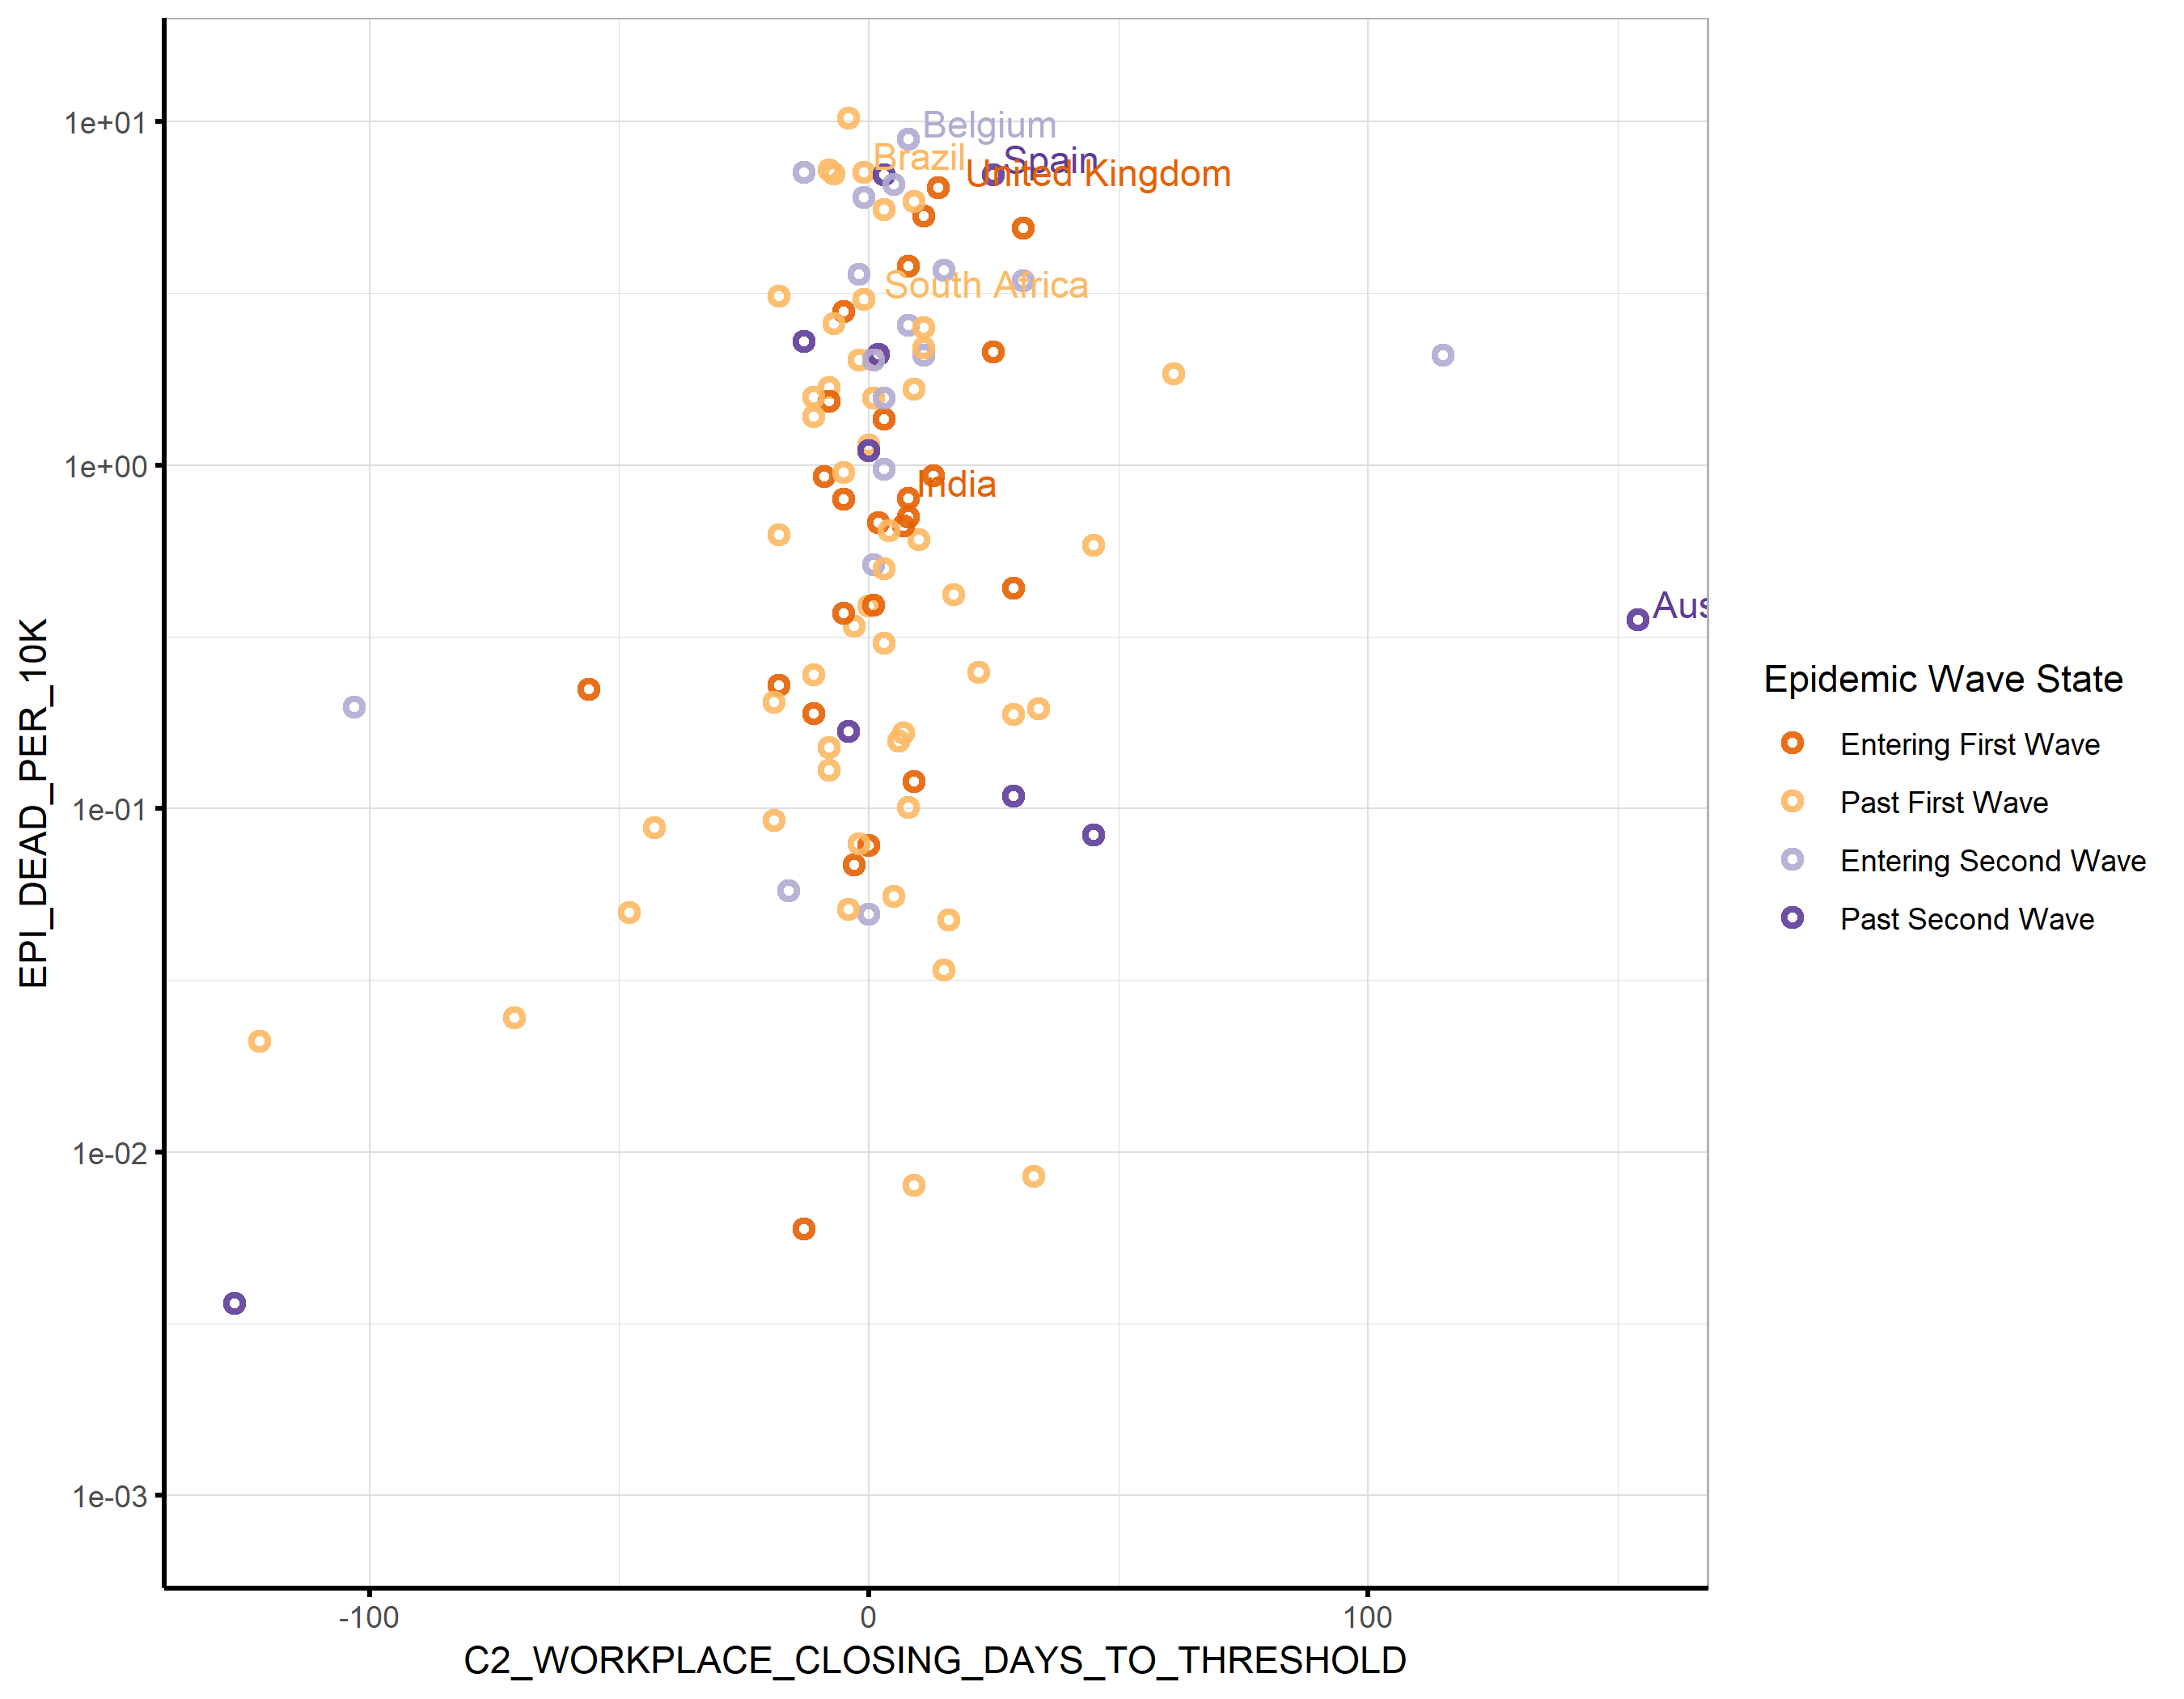 1e+01
1e+00
1e-01
1e-02
1e-03
EPI_DEAD_PER_10K
Belgium
Brazil
Spain
United Kingdom
South Africa
India
Aus
-100
0
100
C2_WORKPLACE_CLOSING_DAYS_TO_THRESHOLD
Epidemic Wave State
Entering First Wave
Past First Wave
Entering Second Wave
Past Second Wave